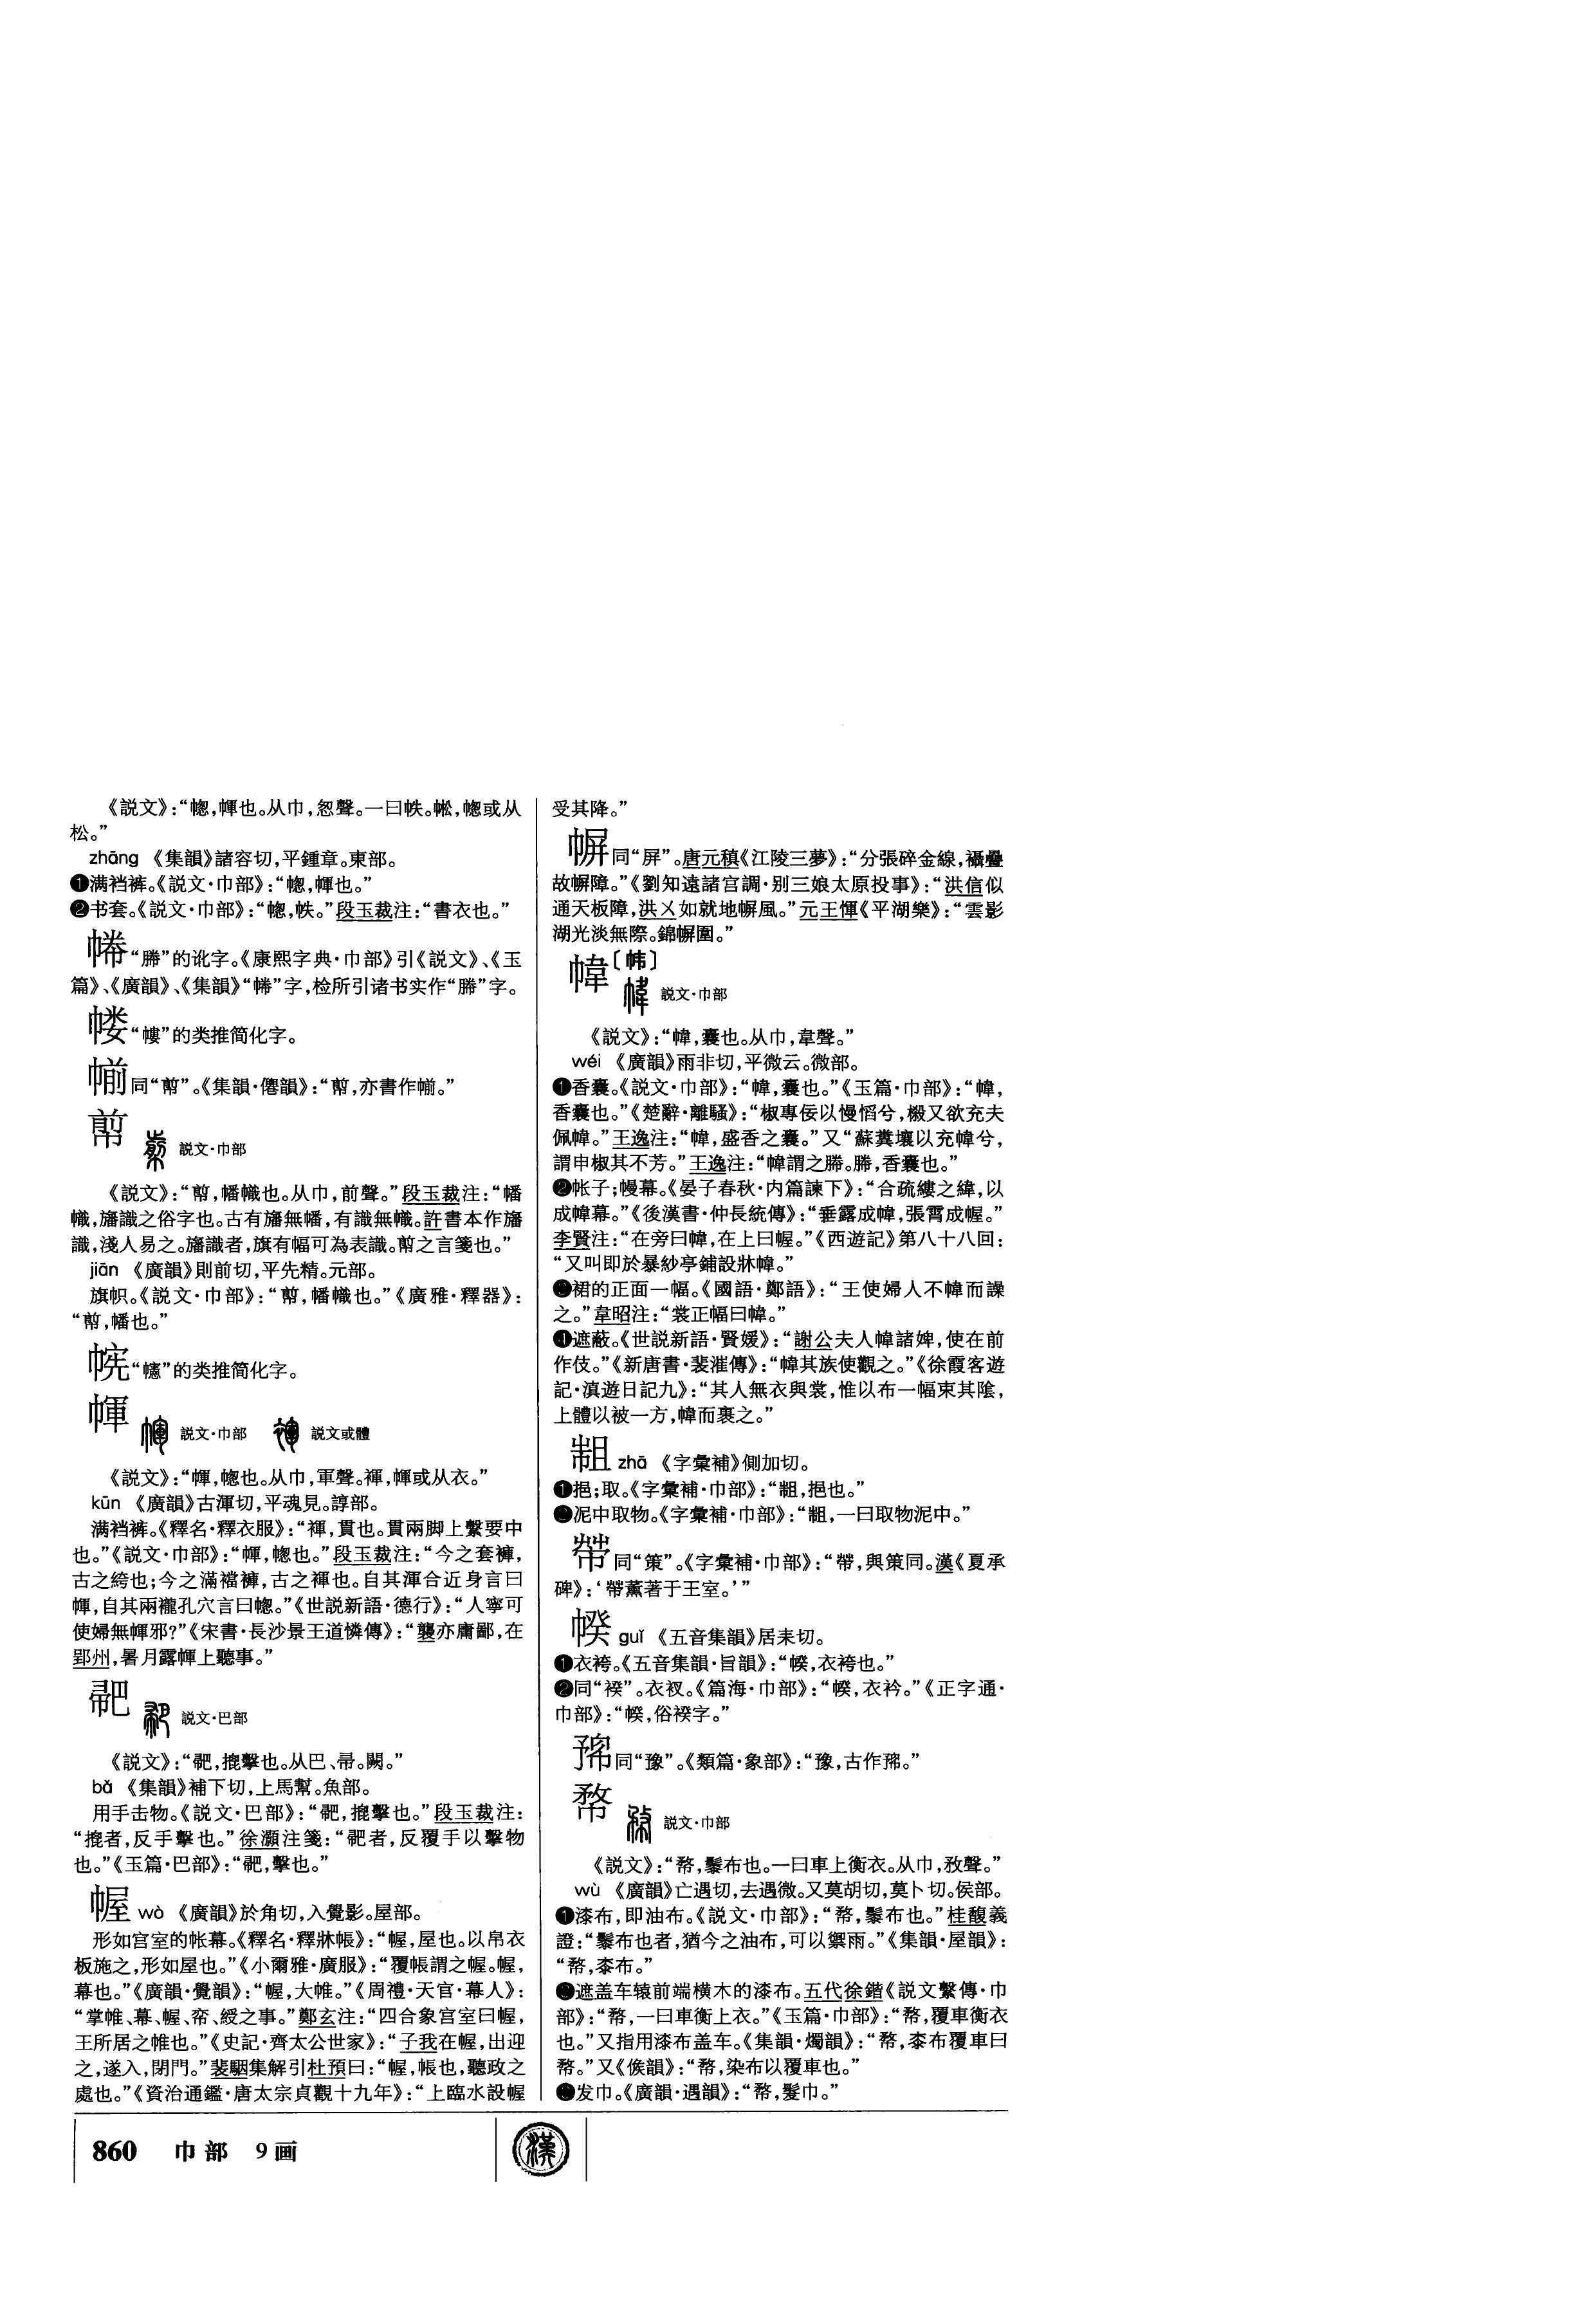 《説文》：“幒，幝也。从巾，怱聲。一曰帙。㡆，幒或从
松。”
zhāng 《集韻》諸容切，平鍾章。東部。
❶满裆裤。《説文·巾部》：“幒，幝也。”
❷书套。《説文·巾部》：“幒，帙。”段玉裁注：“書衣也。”
“幐”的讹字。《康熙字典·巾部》引《説文》、《玉
篇》、《廣韻》、《集韻》“”字，检所引诸书实作“幐”字。
“㡞”的类推简化字。
㡐同“帴”。《集韻·僊韻》：“，亦書作㡐。”
説文·巾部
《説文》：“，幡幟也。从巾，前聲。”段玉裁注：“幡
幟，旛識之俗字也。古有旛無幡，有識無幟。許書本作旛
識，淺人易之。旛識者，旗有幅可為表識。之言箋也。”
jiān 《廣韻》則前切，平先精。元部。
旗帜。《説文·巾部》：“，幡幟也。”《廣雅·釋器》：
“，幡也。”
“幰”的类推简化字。
㡓 説文·巾部 説文或體
《説文》：“㡓，幒也。从巾，軍聲。褌，㡓或从衣。”
kūn 《廣韻》古渾切，平魂見。諄部。
满裆裤。《釋名·釋衣服》：“褌，貫也。貫兩脚上繫要中
也。”《説文·巾部》：“㡓，幒也。”段玉裁注：“今之套褲，
古之絝也；今之滿襠褲，古之褌也。自其渾合近身言曰
㡓，自其兩襱孔穴言曰幒。”《世説新語·德行》：“人寧可
使婦無㡓邪？”《宋書·長沙景王道憐傳》：“襲亦庸鄙，在
郢州，暑月露㡓上聽事。”
説文·巴部
《説文》：“，㧗擊也。从巴、帚。闕。”
bǎ 《集韻》補下切，上馬幫。魚部。
用手击物。《説文·巴部》：“，擊也。”段玉裁注：
“者，反手擊也。”徐灝注箋：“者，反覆手以擊物
也。”《玉篇·巴部》：“，擊也。”
幄 wò 《廣韻》於角切，入覺影。屋部。
形如宫室的帐幕。《釋名·釋牀帳》：“幄，屋也。以帛衣
板施之，形如屋也。”《小爾雅·廣服》：“覆帳謂之幄。幄，
幕也。”《廣韻·覺韻》：“幄，大帷。”《周禮·天官·幕人》：
“掌帷、幕、幄、帟、綬之事。”鄭玄注：“四合象宫室曰幄，
王所居之帷也。”《史記·齊太公世家》：“子我在幄，出迎
之，遂入，閉門。”裴駰集解引杜預曰：“幄，帳也，聽政之
處也。”《資治通鑑·唐太宗貞觀十九年》：“上臨水設幄
受其降。”
帲同“屏”。唐元稹《江陵三夢》：“分張碎金線，襵疊
故帲障。”《劉知遠諸宫調·别三娘太原投事》：“洪信似
通天板障，洪乂如就地帲風。”元王惲《平湖樂》：“雲影
湖光淡無際。錦帲圍。”
幃〔帏〕 説文·巾部
《説文》：“幃，囊也。从巾，韋聲。”
wéi 《廣韻》雨非切，平微云。微部。
❶香囊。《説文·巾部》：“幃，囊也。”《玉篇·巾部》：“幃，
香囊也。”《楚辭·離騷》：“椒專佞以慢慆兮，樧又欲充夫
佩幃。”王逸注：“幃，盛香之囊。”又“蘇糞壤以充幃兮，
謂申椒其不芳。”王逸注：“幃謂之幐。幐，香囊也。”
❷帐子；幔幕。《晏子春秋·内篇諫下》：“合疏縷之緯，以
成幃幕。”《後漢書·仲長統傳》：“垂露成幃，張霄成幄。”
李賢注：“在旁曰幃，在上曰幄。”《西遊記》第八十八回：
“又叫即於暴紗亭鋪設牀幃。”
❸裙的正面一幅。《國語·鄭語》：“王使婦人不幃而譟
之。”韋昭注：“裳正幅曰幃。”
❹遮蔽。《世説新語·賢媛》：“謝公夫人幃諸婢，使在前
作伎。”《新唐書·裴漼傳》：“幃其族使觀之。”《徐霞客遊
記·滇遊日記九》：“其人無衣與裳，惟以布一幅束其陰，
上體以被一方，幃而裹之。”
zhā 《字彙補》側加切。
❶挹；取。《字彙補·巾部》：“，挹也。”
❷泥中取物。《字彙補·巾部》：“，一曰取物泥中。”
同“策”。《字彙補·巾部》：“，與策同。漢《夏承
碑》：‘薰著于王室。’”
guǐ 《五音集韻》居耒切。
❶衣袴。《五音集韻·旨韻》：“，衣袴也。”
❷同“襟”。衣衩。《篇海·巾部》：“，衣衿。”《正字通·
巾部》：“，俗字。”
同“豫”。《類篇·象部》：“豫，古作。”
㡔 説文·巾部
《説文》：“㡔，髤布也。一曰車上衡衣。从巾，敄聲。”
wù 《廣韻》亡遇切，去遇微。又莫胡切，莫卜切。侯部。
❶漆布，即油布。《説文·巾部》：“㡔，髤布也。”桂馥義
證：“髤布也者，猶今之油布，可以禦雨。”《集韻·屋韻》：
“㡔，桼布。”
❷遮盖车辕前端横木的漆布。五代徐鍇《説文繫傳·巾
部》：“㡔，一曰車衡上衣。”《玉篇·巾部》：“㡔，覆車衡衣
也。”又指用漆布盖车。《集韻·燭韻》：“㡔，桼布覆車曰
㡔。”又《俟韻》：“㡔，染布以覆車也。”
❸发巾。《廣韻·遇韻》：“㡔，髮巾。”
860 巾部 9画
漢